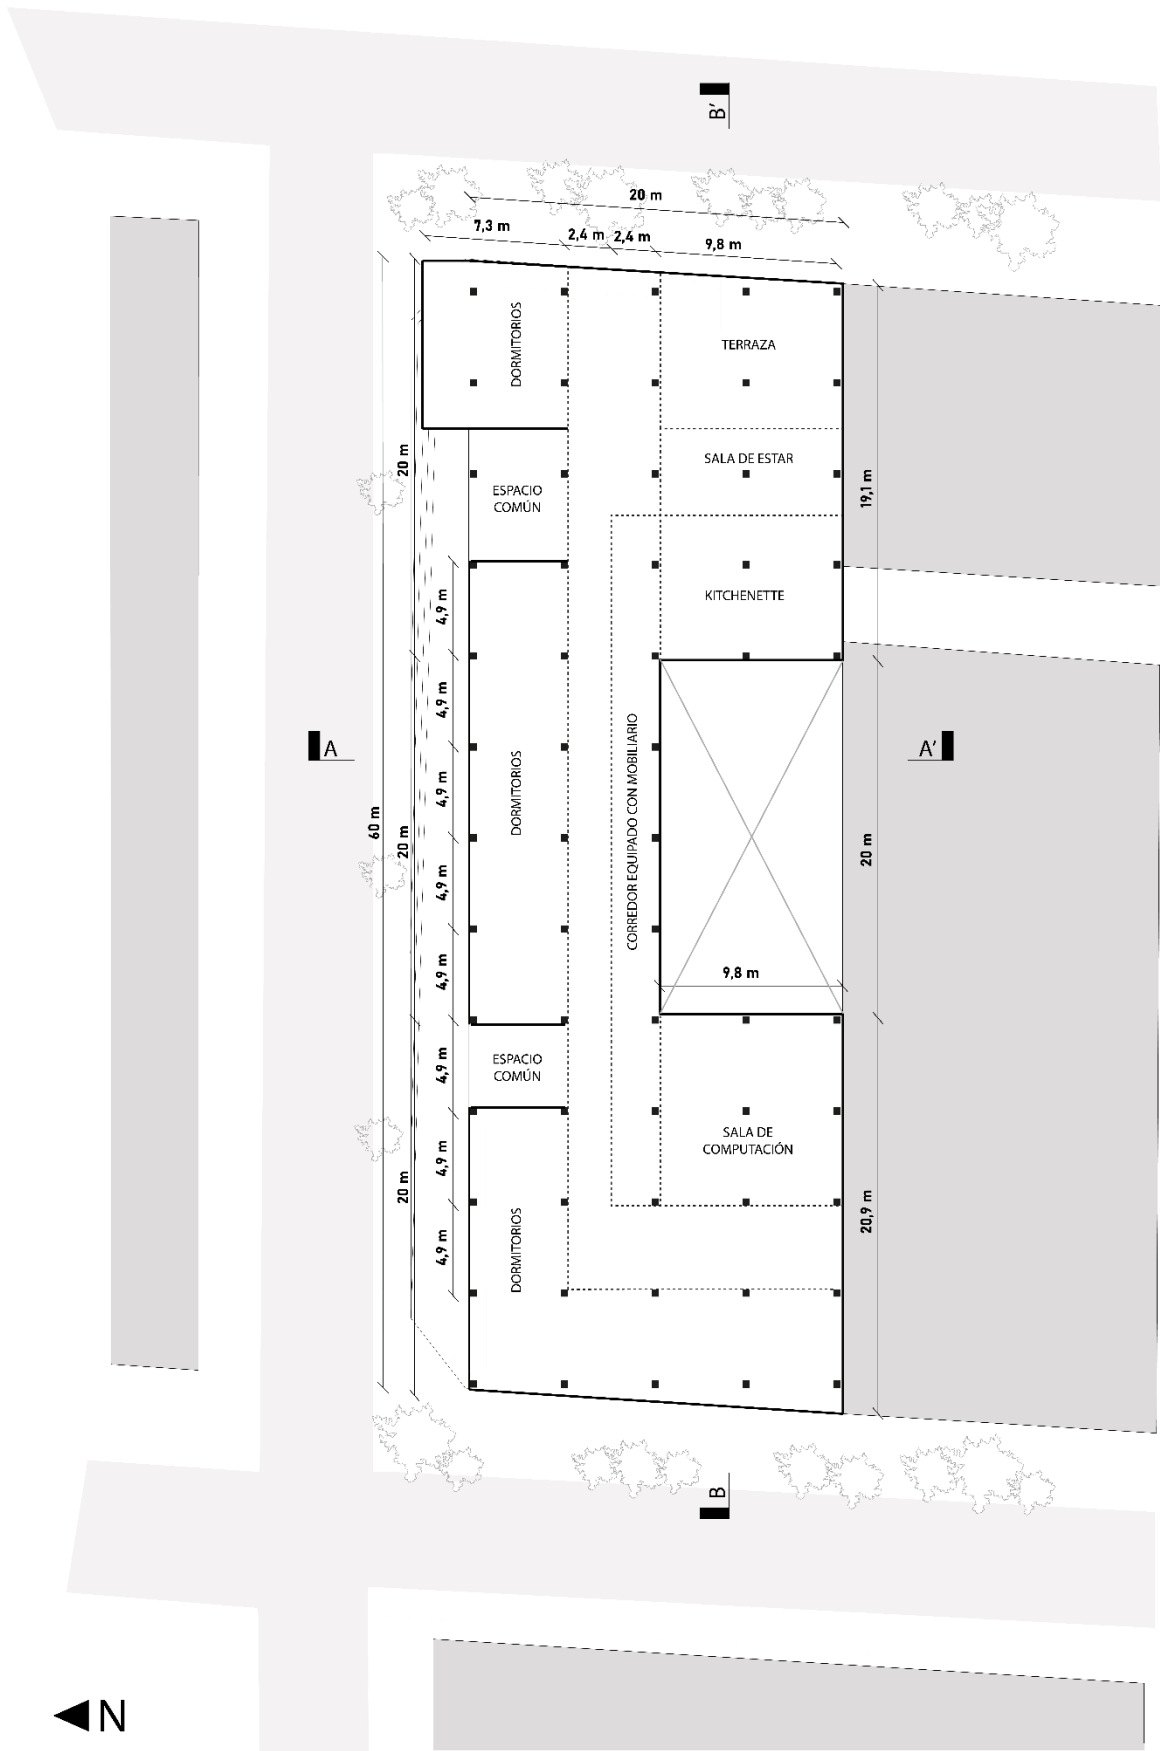 B'
20 m
7,3 m
2,4 m
2,4 m
9,8 m
DORMITORIOS
TERRAZA
20 m
SALA DE ESTAR
19,1 m
ESPACIO
COMÚN
4,9 m
KITCHENETTE
4,9 m
A
DORMITORIOS
CORREDOR EQUIPADO CON MOBILIARIO
A'
4,9 m
60 m
20 m
20 m
4,9 m
4,9 m
9,8 m
ESPACIO
COMÚN
4,9 m
SALA DE
COMPUTACIÓN
4,9 m
20 m
20,9 m
4,9 m
DORMITORIOS
B
N